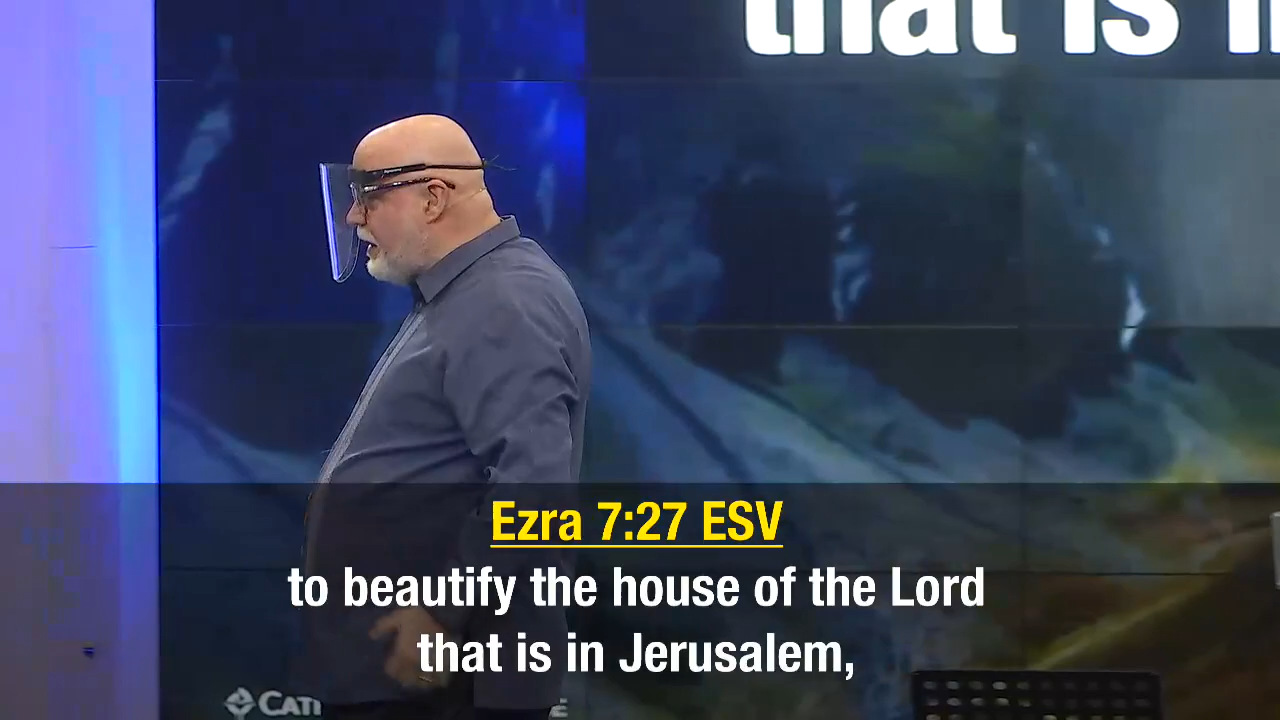 that is
Ezra 7:27 ESV
to beautify the house of the Lord
that is in Jerusalem,